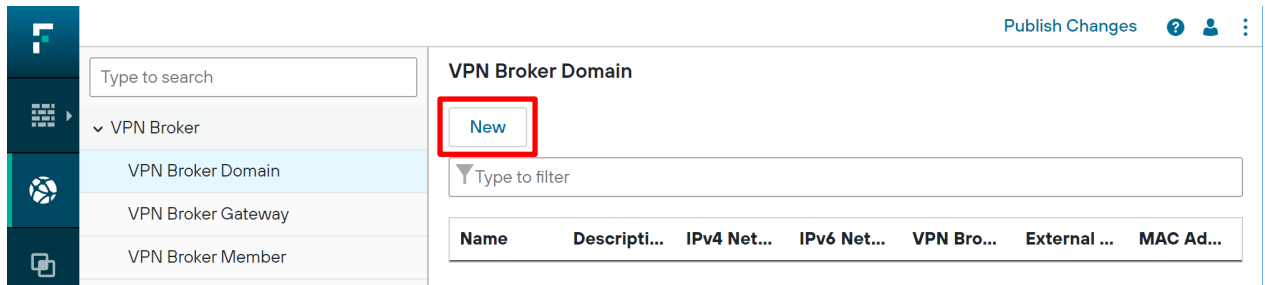 Publish Changes
Type to search
VPN Broker
VPN Broker Domain
VPN Broker Gateway
VPN Broker Member
VPN Broker Domain
New
Type to filter
Name Descripti... IPv4 Net... IPv6 Net... VPN Bro... External ... MAC Ad...